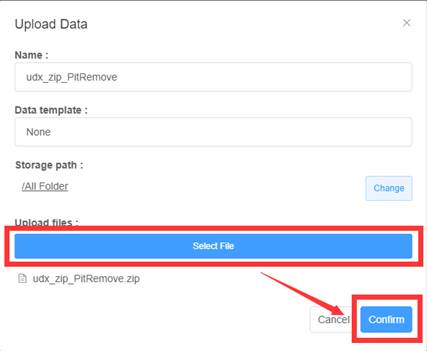 Upload Data
Name :
udx_zip_PitRemove
Data template :
None
Storage path :
/All Folder
Change
Upload files :
Select File
udx_zip_PitRemove.zip
Cancel
Confirm